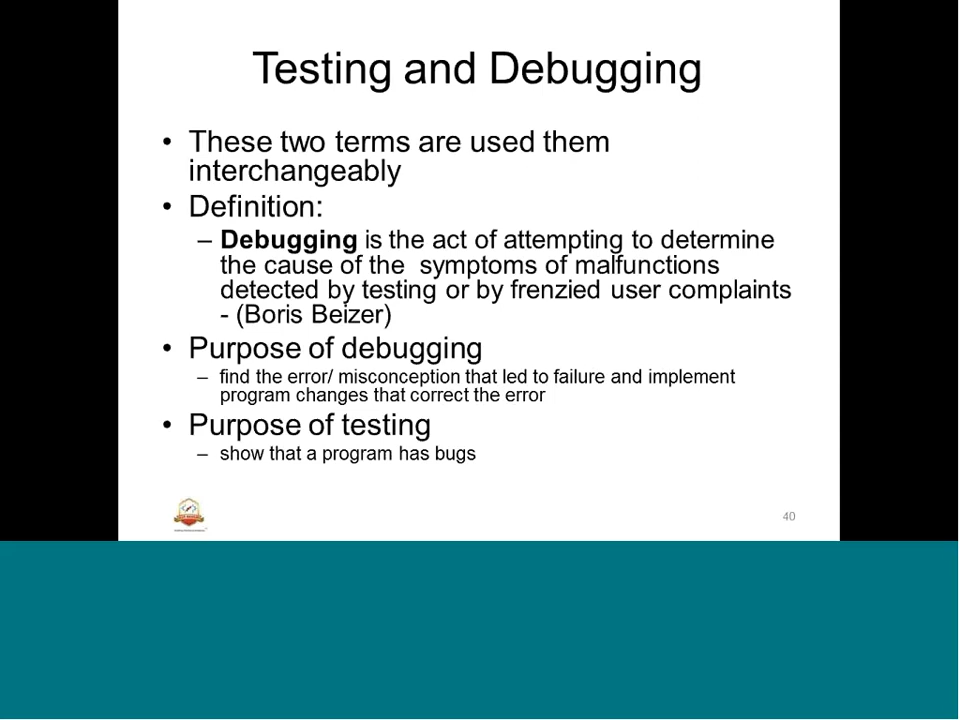 Testing and Debugging
• These two terms are used them
interchangeably
• Definition:
– Debugging is the act of attempting to determine
the cause of the  symptoms of malfunctions
detected by testing or by frenzied user complaints
- (Boris Beizer)
• Purpose of debugging
– find the error/ misconception that led to failure and implement
program changes that correct the error
• Purpose of testing
– show that a program has bugs
40